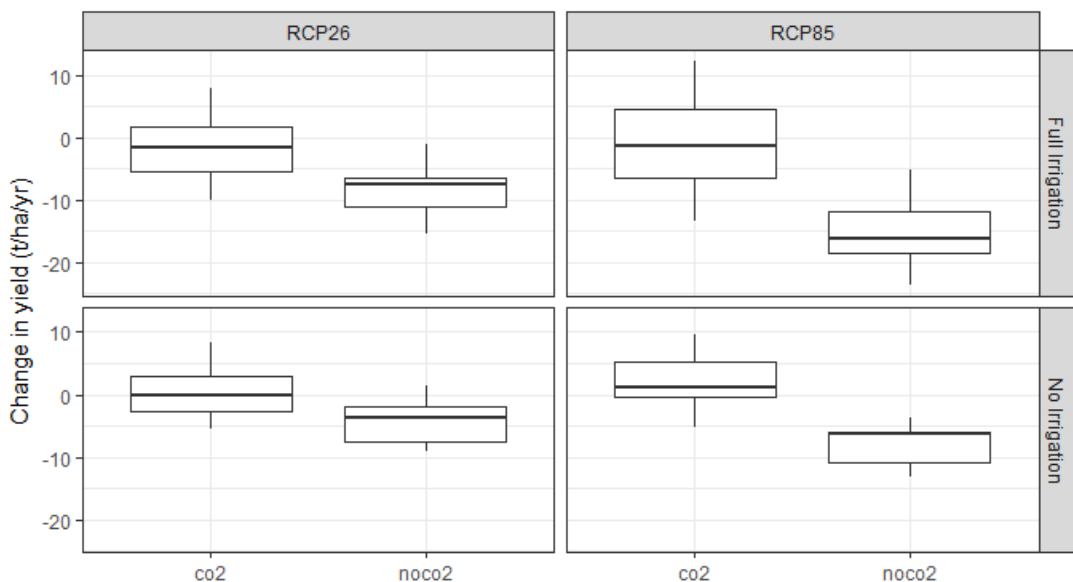 RCP26
RCP85
10
0
-10
-20
Full Irrigation
Change in yield (t/ha/yr)
10
0
-10
-20
No Irrigation
co2
noco2
co2
noco2